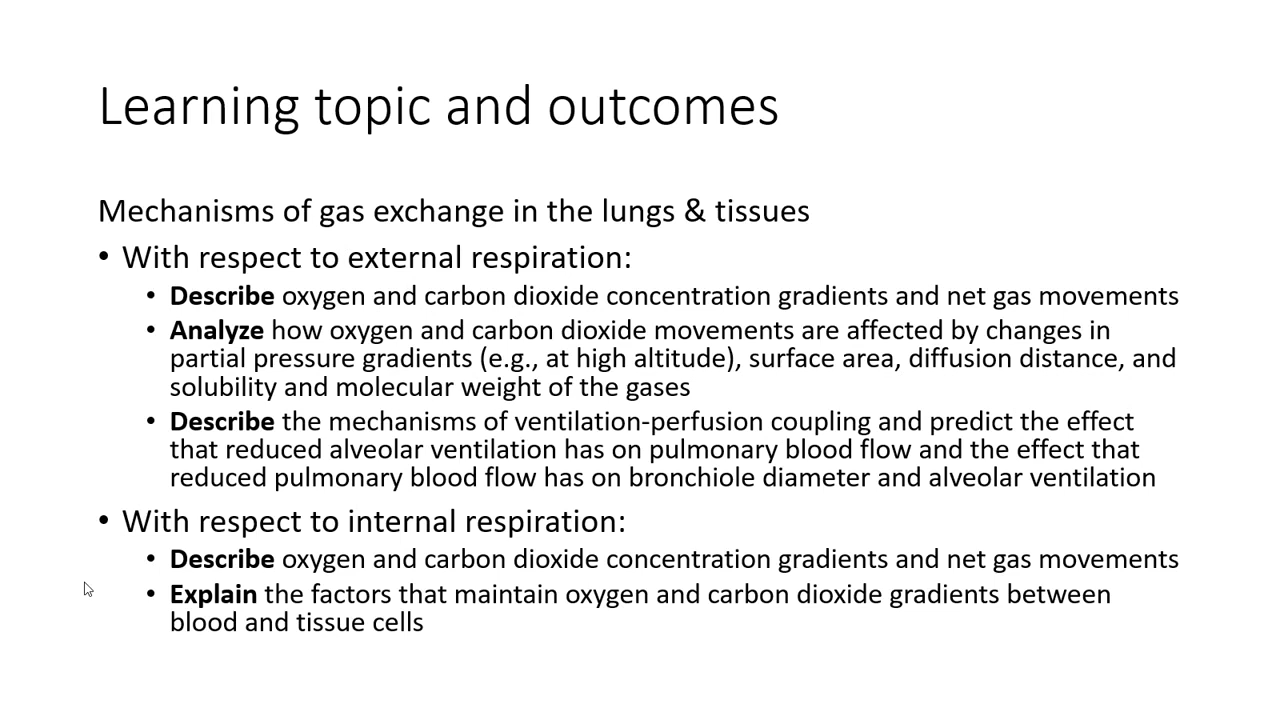 Learning topic and outcomes
Mechanisms of gas exchange in the lungs & tissues
• With respect to external respiration:
• Describe oxygen and carbon dioxide concentration gradients and net gas movements
• Analyze how oxygen and carbon dioxide movements are affected by changes in
partial pressure gradients (e.g., at high altitude), surface area, diffusion distance, and
solubility and molecular weight of the gases
• Describe the mechanisms of ventilation-perfusion coupling and predict the effect
that reduced alveolar ventilation has on pulmonary blood flow and the effect that
reduced pulmonary blood flow has on bronchiole diameter and alveolar ventilation
• With respect to internal respiration:
• Describe oxygen and carbon dioxide concentration gradients and net gas movements
• Explain the factors that maintain oxygen and carbon dioxide gradients between
blood and tissue cells